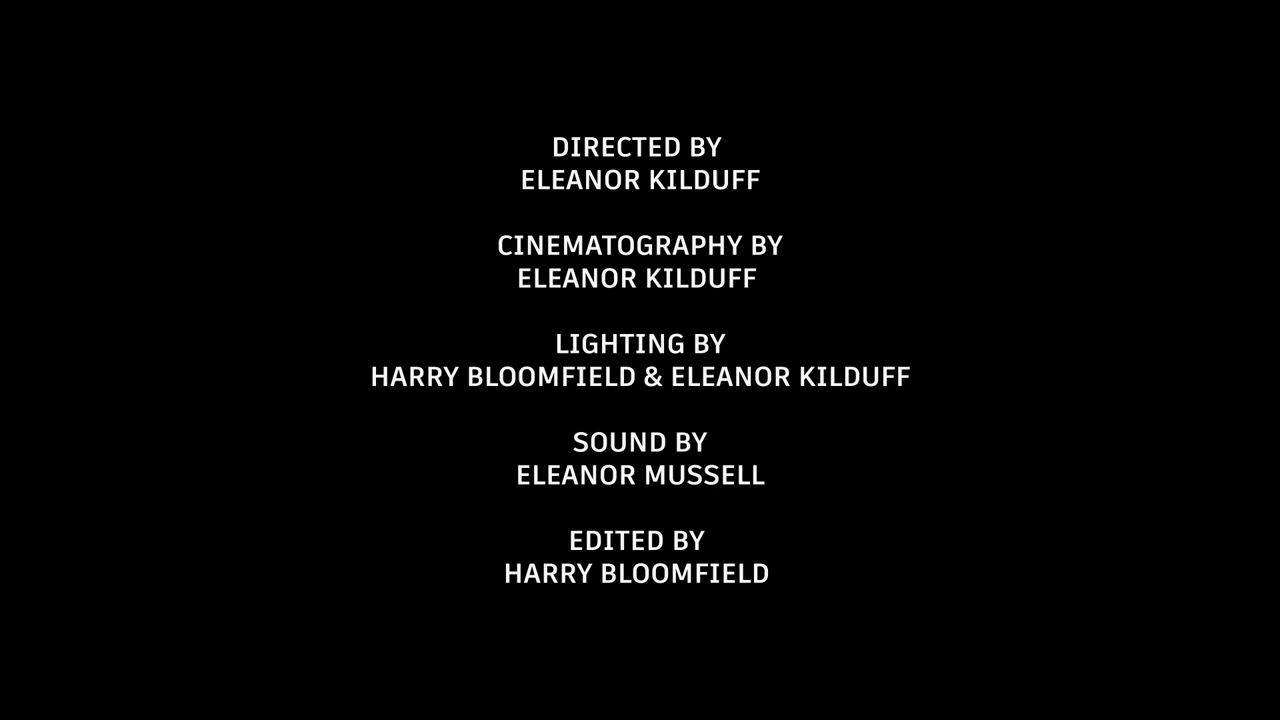 DIRECTED BY
ELEANOR KILDUFF
CINEMATOGRAPHY BY
ELEANOR KILDUFF
LIGHTING BY
HARRY BLOOMFIELD & ELEANOR KILDUFF
SOUND BY
ELEANOR MUSSELL
EDITED BY
HARRY BLOOMFIELD